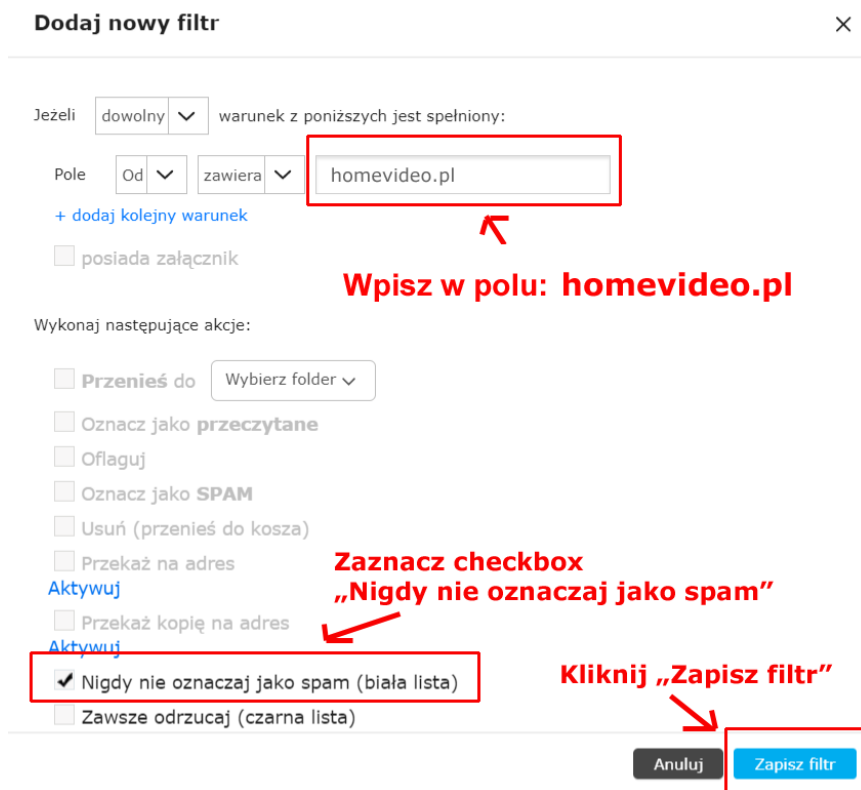 Dodaj nowy filtr
Jeżeli dowolny warunek z poniższych jest spełniony:
Pole Od zawiera homevideo.pl
+ dodaj kolejny warunek
posiada załącznik
Wpisz w polu: homevideo.pl
Wykonaj następujące akcje:
Przenieś do Wybierz folder
Oznacz jako przeczytane
Oflaguj
Oznacz jako SPAM
Usuń (przenieś do kosza)
Przekaż na adres
Aktywuj
Zaznacz checkbox
„Nigdy nie oznaczaj jako spam”
Przekaż kopię na adres
Aktywuj
Nigdy nie oznaczaj jako spam (biała lista)
Kliknij „Zapisz filtr”
Zawsze odrzucaj (czarna lista)
Anuluj Zapisz filtr